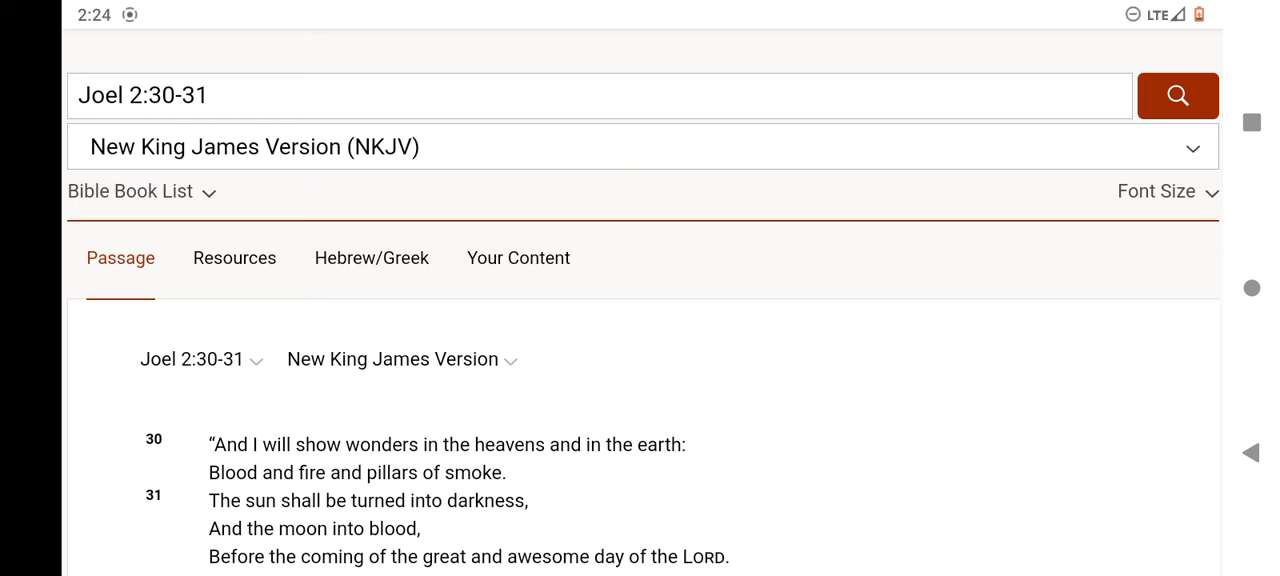 2:24 LTE
Joel 2:30-31
New King James Version (NKJV)
Bible Book List Font Size
Passage Resources Hebrew/Greek Your Content
Joel 2:30-31 New King James Version
30 “And I will show wonders in the heavens and in the earth:
Blood and fire and pillars of smoke.
31 The sun shall be turned into darkness,
And the moon into blood,
Before the coming of the great and awesome day of the LORD.